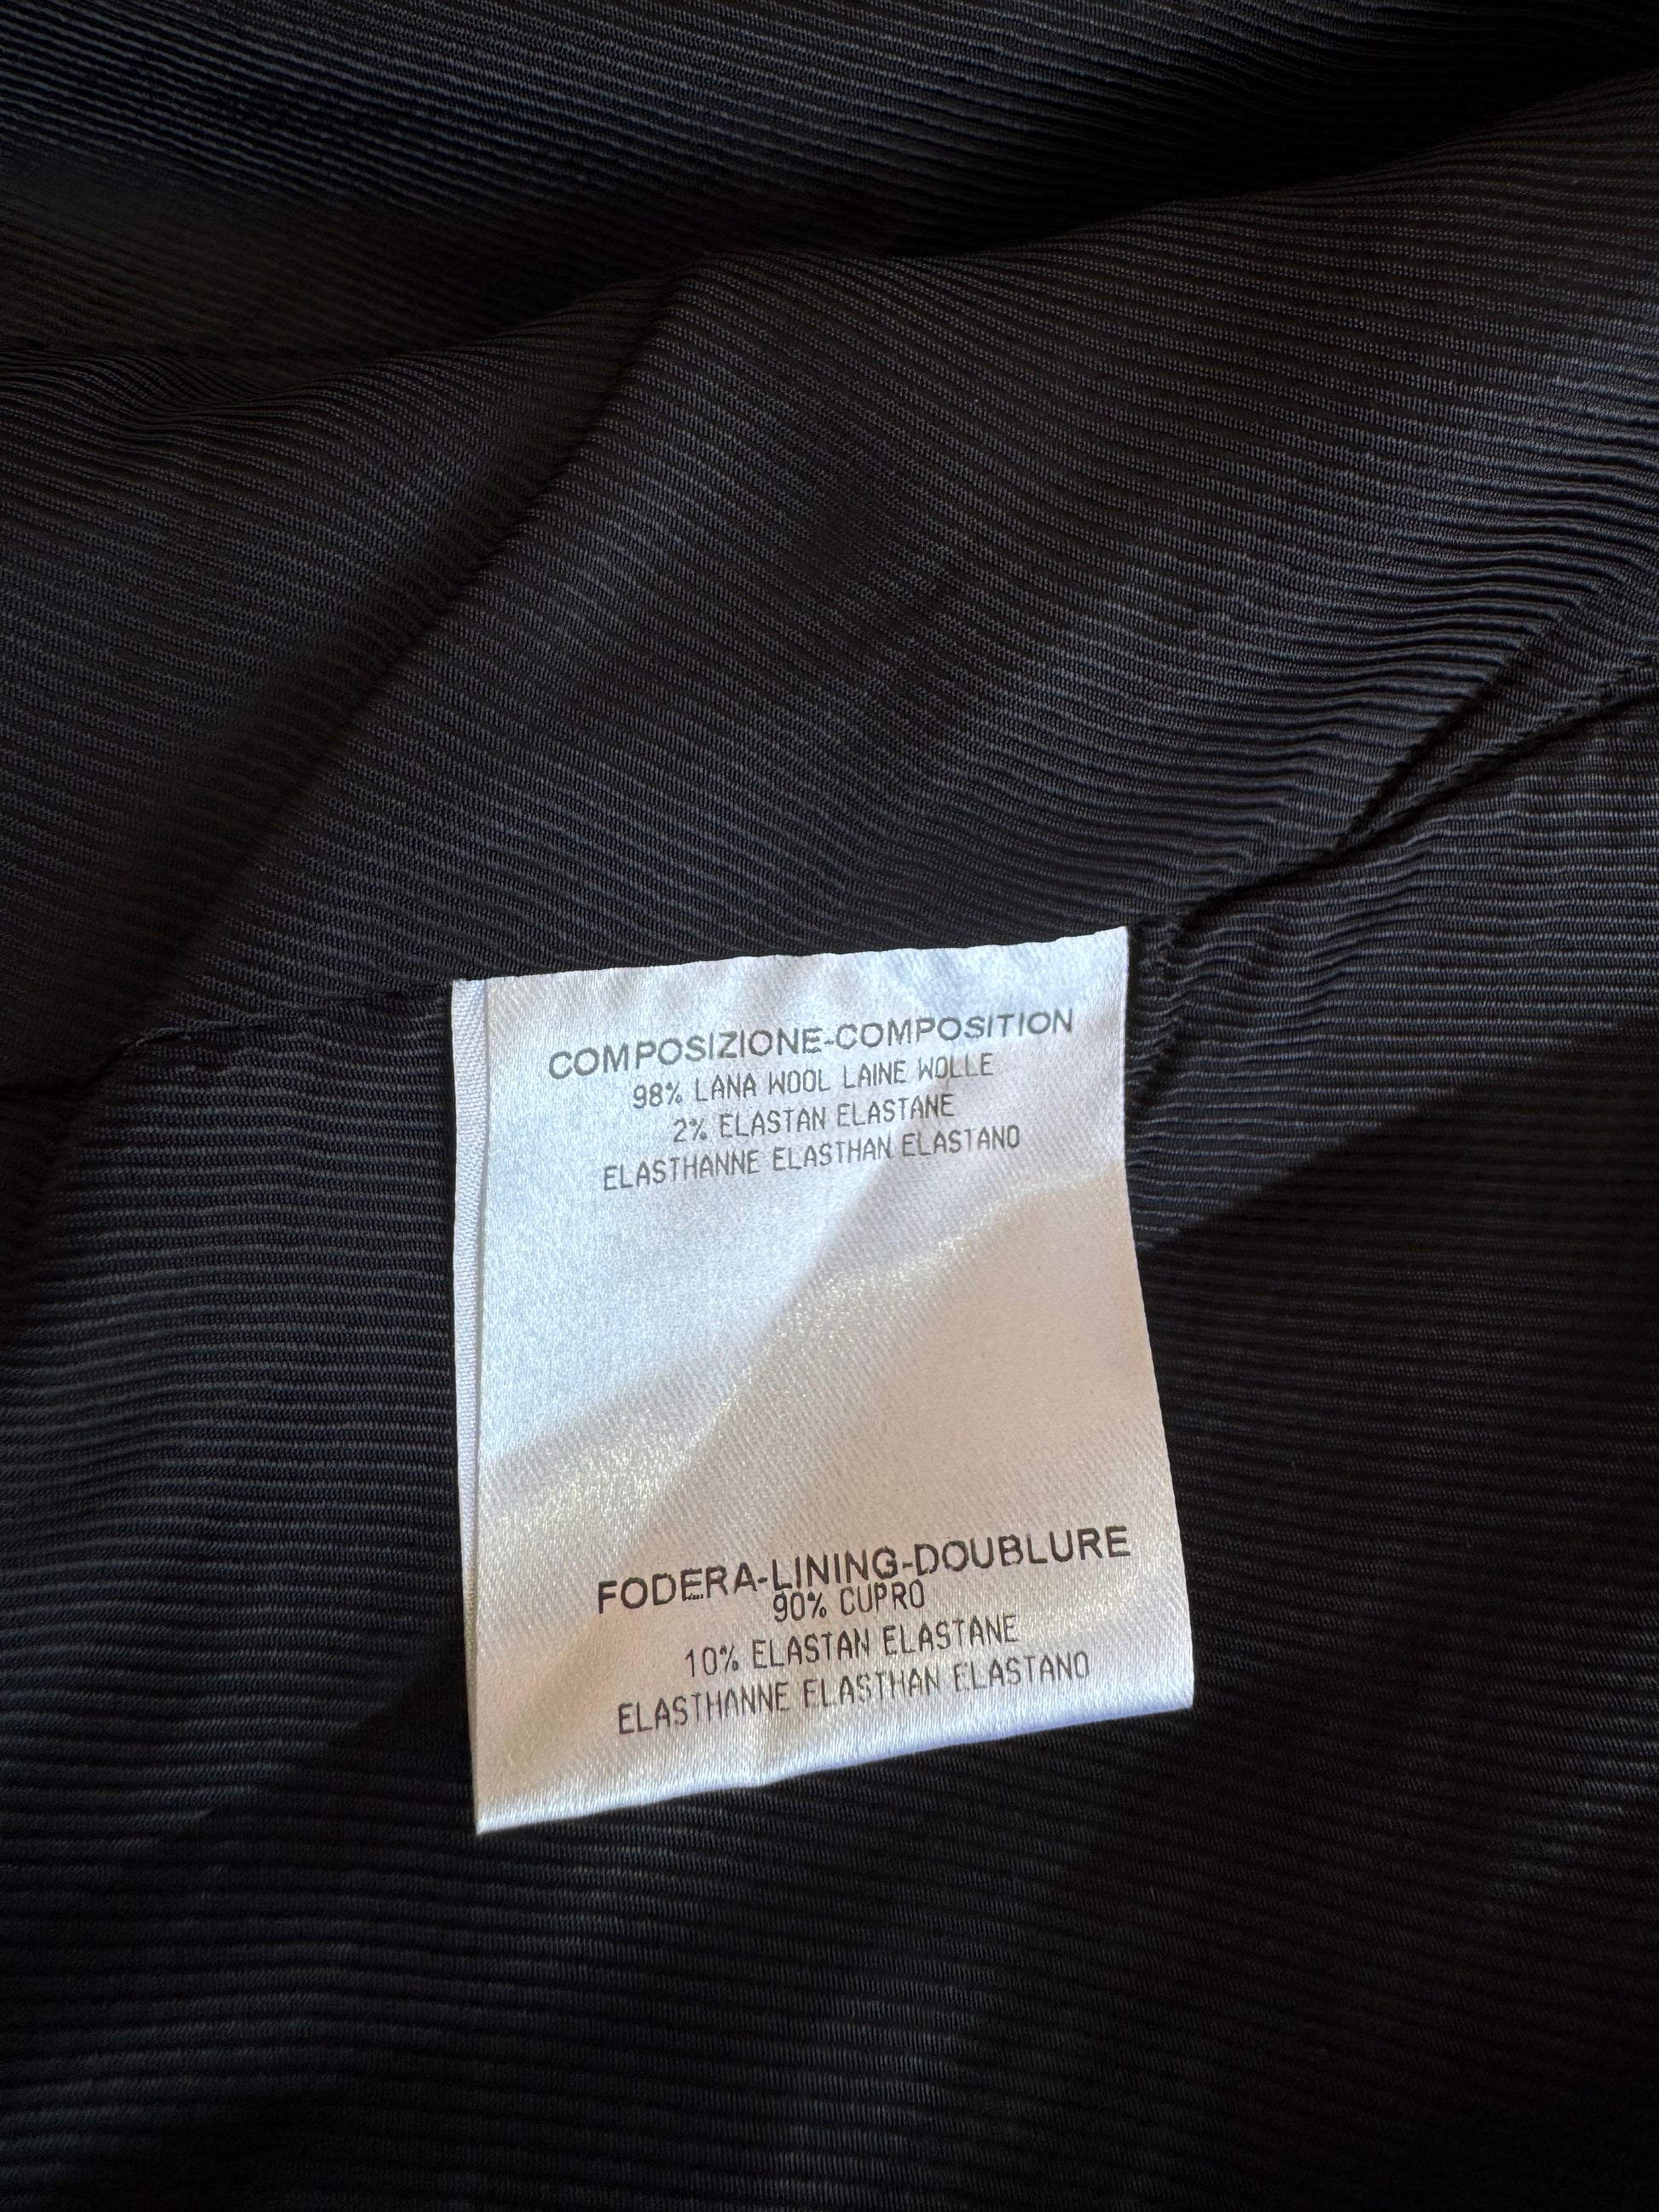 COMPOSIZIONE-COMPOSITION
98% LANA WOOL LAINE WOLLE
2% ELASTAN ELASTANE
ELASTHANNE ELASTHAN ELASTANO
FODERA-LINING-DOUBLURE
90% CUPRO
10% ELASTAN ELASTANE
ELASTHANNE ELASTHAN ELASTANO